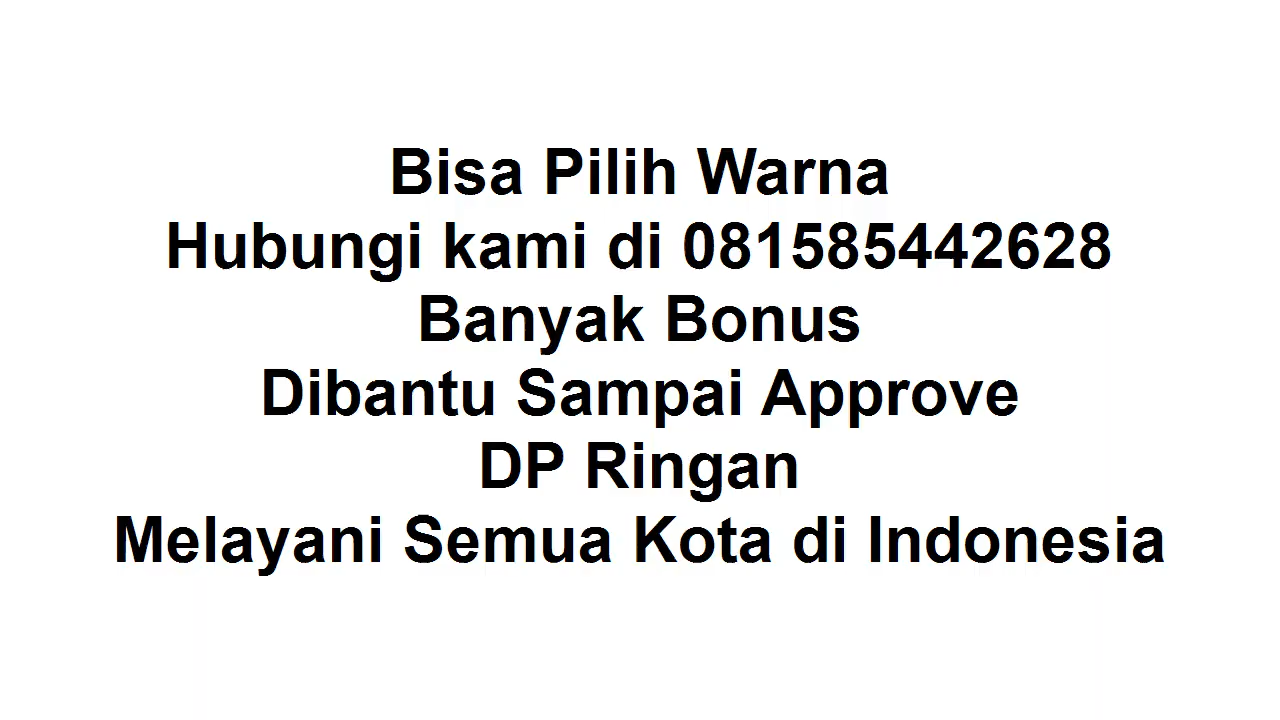 Bisa Pilih Warna
Hubungi kami di 081585442628
Banyak Bonus
Dibantu Sampai Approve
DP Ringan
Melayani Semua Kota di Indonesia